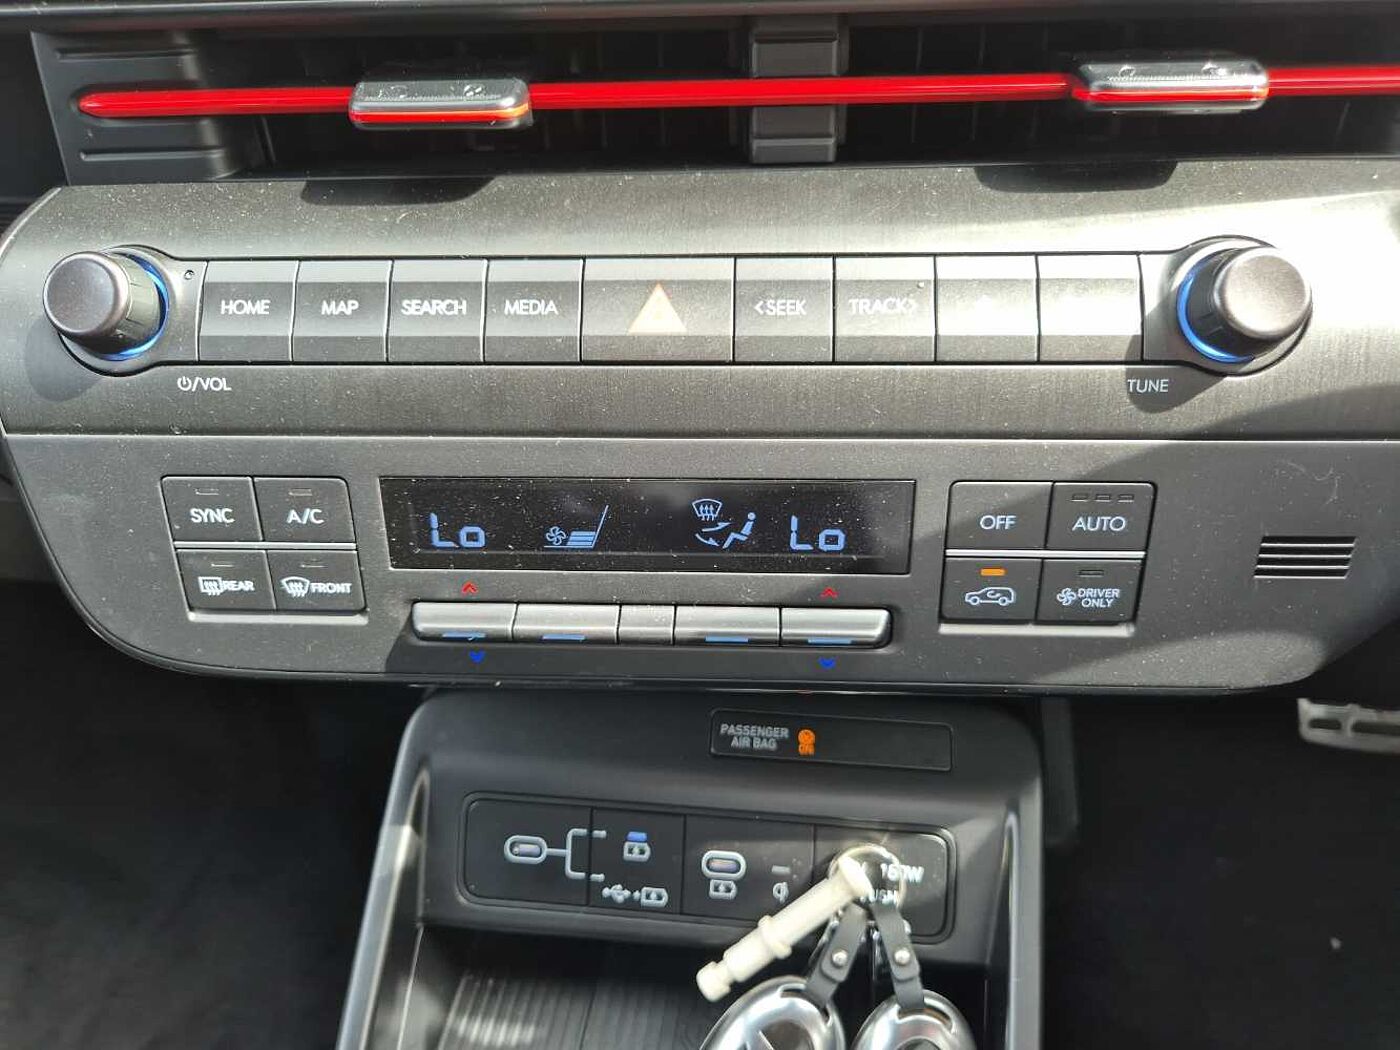 HOME MAP SEARCH MEDIA <SEEK TRACK>
⏻/VOL
TUNE
SYNC A/C
REAR FRONT
Lo Lo
OFF AUTO
DRIVER
ONLY
PASSENGER
AIR BAG